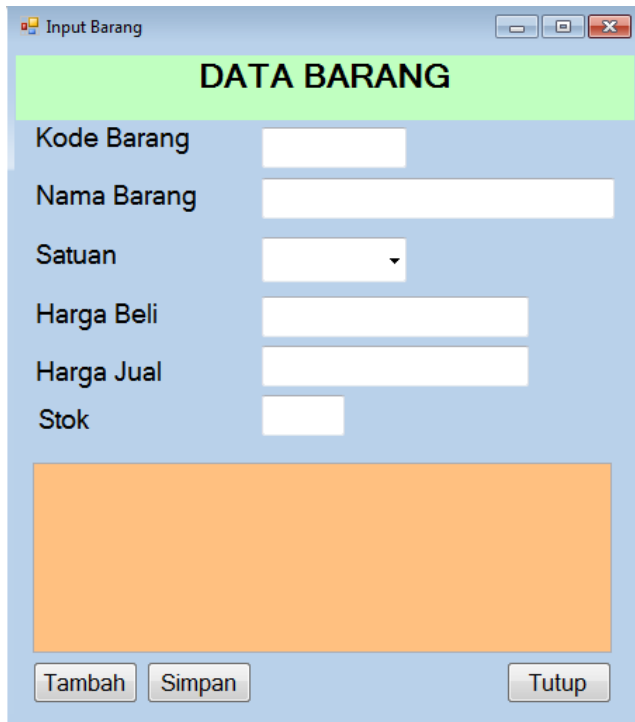 Input Barang
DATA BARANG
Kode Barang
Nama Barang
Satuan
Harga Beli
Harga Jual
Stok
Tambah Simpan Tutup